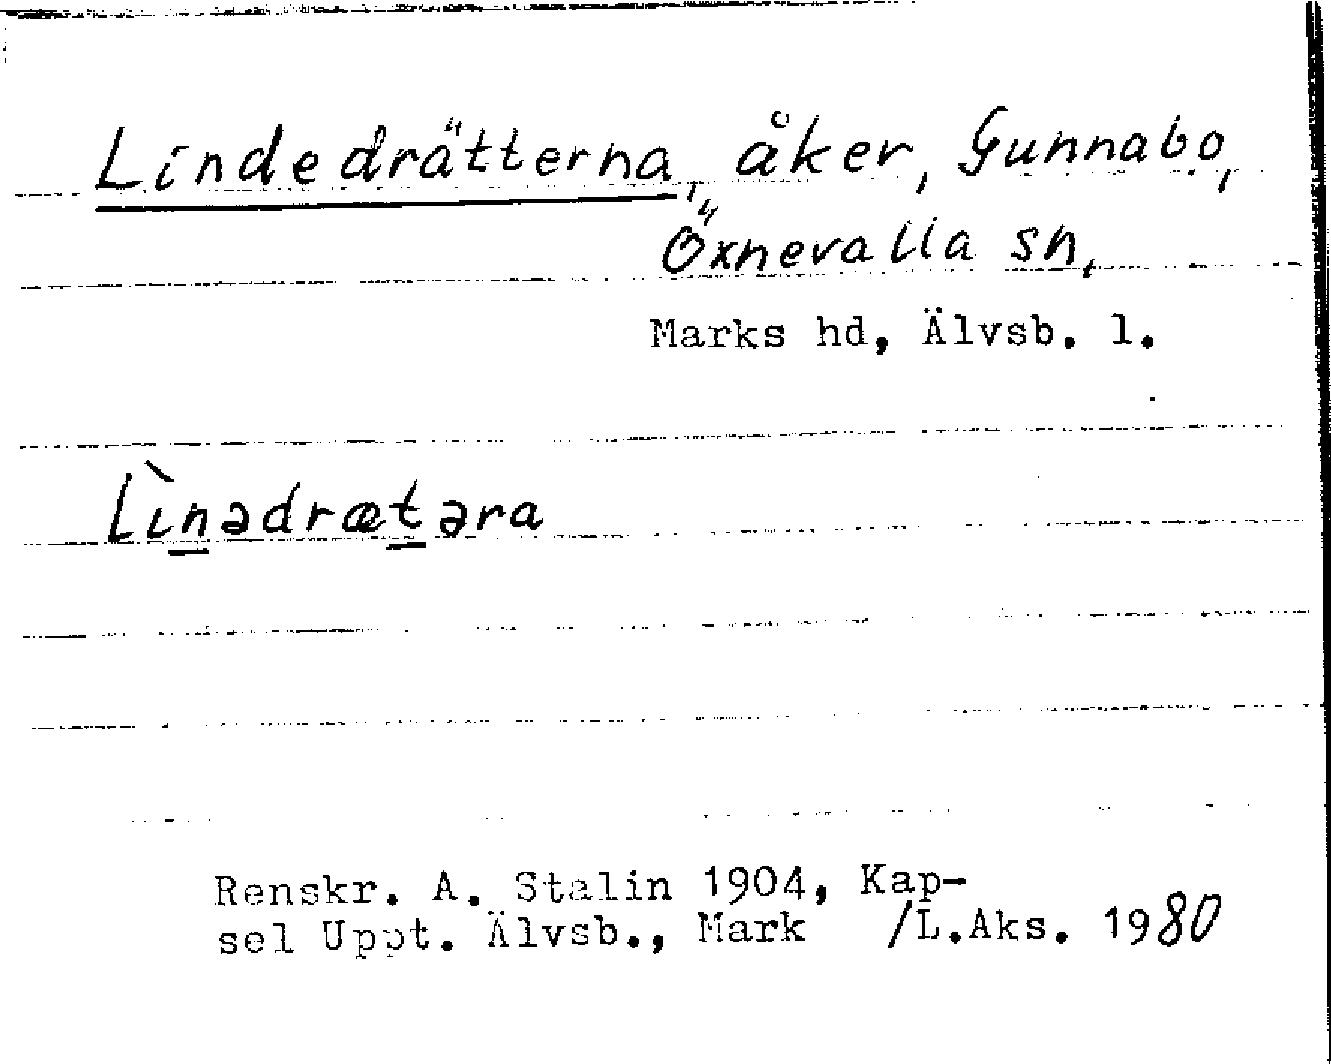 Lindedrätterna, åker, Gunnabo,
Öxnevalla sn,
Marks hd, Älvsb. l.
Lìnədrætəra
Renskr. A. Stalin 1904, Kap-
sel Uppt. Älvsb., Mark /L.Aks. 1980